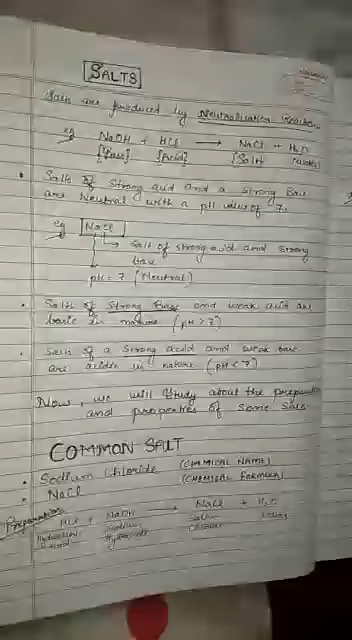 SALTS
Salts are produced by Neutralisation Reaction
eg NaOH + HCl → NaCl + H₂O
[Base] [Acid] [Salt] (water)
• Salts of strong acid and a strong base
are Neutral with a pH value of 7.
eg NaCl
→ Salt of strong acid and strong
base
pH = 7 (Neutral)
• Salts of strong base and weak acid are
basic in nature (pH > 7)
• Salts of a strong acid and weak base
are acidic in nature (pH < 7)
Now, we will study about the preparation
and properties of some salts
COMMON SALT
• Sodium Chloride (CHEMICAL NAME)
• NaCl (CHEMICAL FORMULA)
Preparation
HCl + NaOH → NaCl + H₂O
Sodium Water
Hydroxide